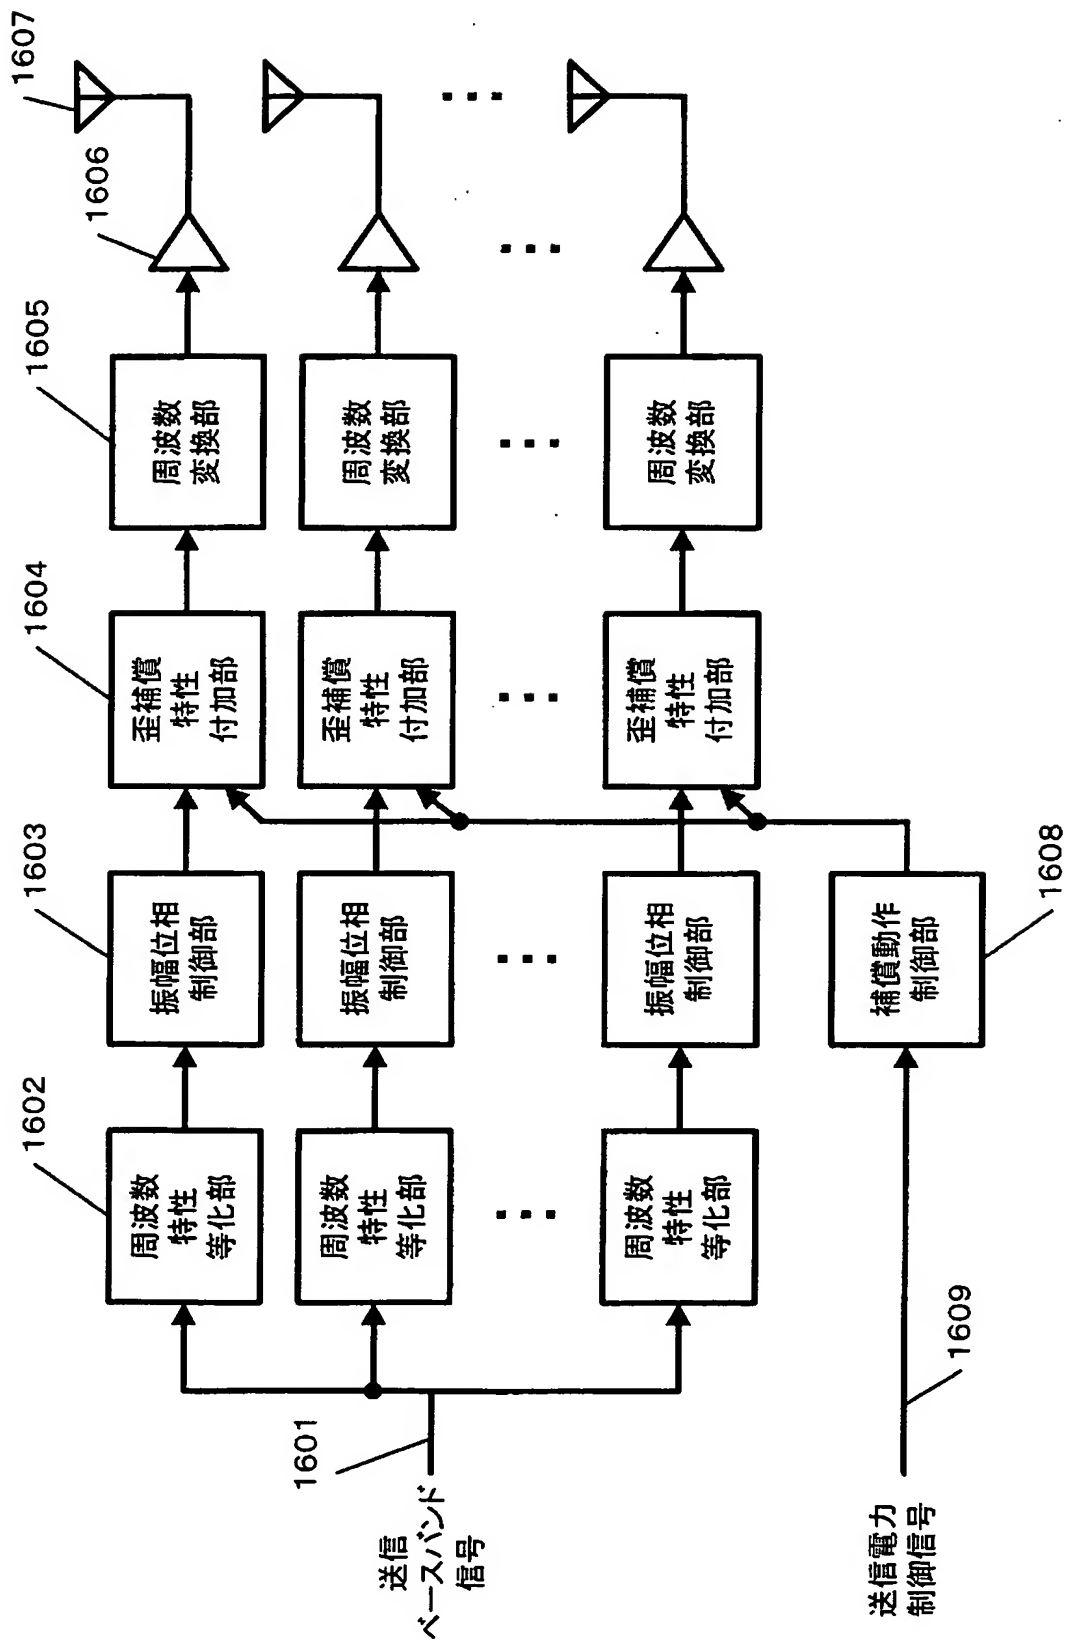 1601
1602
1603
1604
1605
1606
1607
送信
ベースバンド
信号
周波数
特性
等化部
振幅位相
制御部
歪補償
特性
付加部
周波数
変換部
周波数
特性
等化部
振幅位相
制御部
歪補償
特性
付加部
周波数
変換部
周波数
特性
等化部
振幅位相
制御部
歪補償
特性
付加部
周波数
変換部
送信電力
制御信号
1609
補償動作
制御部
1608